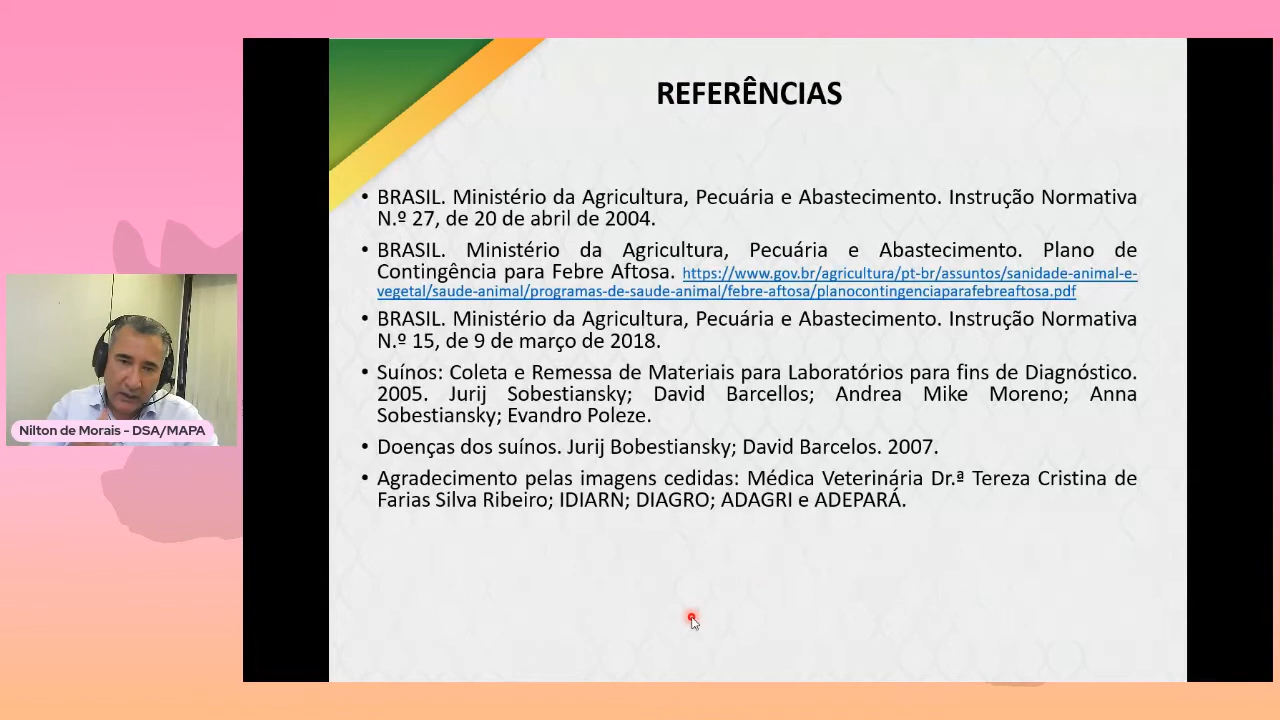 REFERÊNCIAS
• BRASIL. Ministério da Agricultura, Pecuária e Abastecimento. Instrução Normativa
N.º 27, de 20 de abril de 2004.
• BRASIL. Ministério da Agricultura, Pecuária e Abastecimento. Plano de
Contingência para Febre Aftosa. https://www.gov.br/agricultura/pt-br/assuntos/sanidade-animal-e-
vegetal/saude-animal/programas-de-saude-animal/febre-aftosa/planocontingenciaparafebreaftosa.pdf
• BRASIL. Ministério da Agricultura, Pecuária e Abastecimento. Instrução Normativa
N.º 15, de 9 de março de 2018.
• Suínos: Coleta e Remessa de Materiais para Laboratórios para fins de Diagnóstico.
2005. Jurij Sobestiansky; David Barcellos; Andrea Mike Moreno; Anna
Sobestiansky; Evandro Poleze.
• Doenças dos suínos. Jurij Bobestiansky; David Barcelos. 2007.
• Agradecimento pelas imagens cedidas: Médica Veterinária Dr.ª Tereza Cristina de
Farias Silva Ribeiro; IDIARN; DIAGRO; ADAGRI e ADEPARÁ.
Nilton de Morais - DSA/MAPA